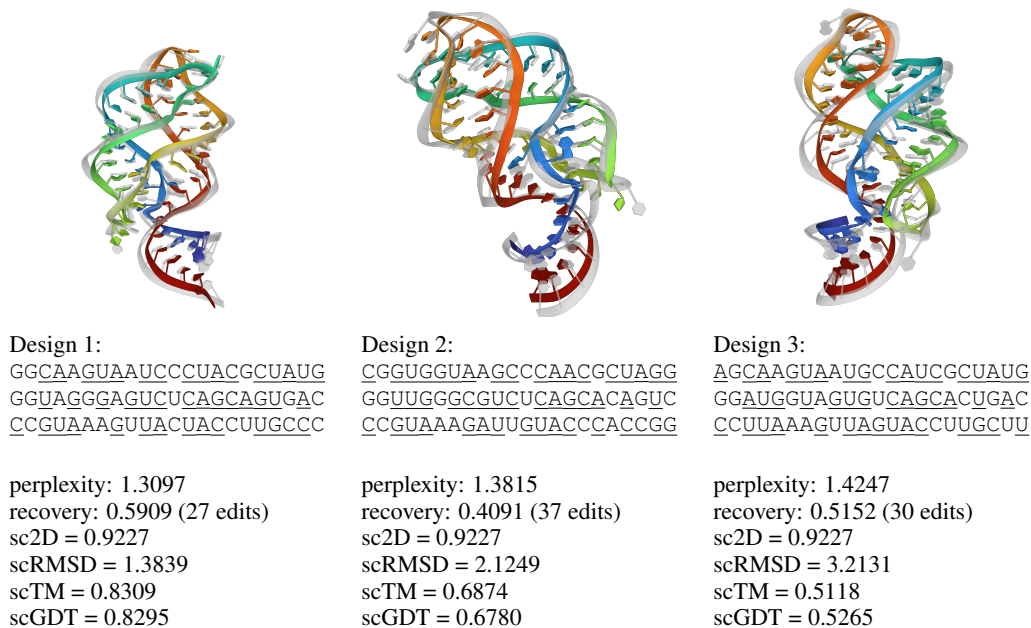 Design 1:
GGCAAGUAAUCCCUACGCUAUG
GGUAGGGAGUCUCAGCAGUGAC
CCGUAAAGUUACUACCUUGCCC
perplexity: 1.3097
recovery: 0.5909 (27 edits)
sc2D = 0.9227
scRMSD = 1.3839
scTM = 0.8309
scGDT = 0.8295
Design 2:
CGGUGGUAAGCCCAACGCUAGG
GGUUGGGCGUCUCAGCACAGUC
CCGUAAAGAUUGUACCCACCGG
perplexity: 1.3815
recovery: 0.4091 (37 edits)
sc2D = 0.9227
scRMSD = 2.1249
scTM = 0.6874
scGDT = 0.6780
Design 3:
AGCAAGUAAUGCCAUCGCUAUG
GGAUGGUAGUGUCAGCACUGAC
CCUUAAAGUUAGUACCUUGCUU
perplexity: 1.4247
recovery: 0.5152 (30 edits)
sc2D = 0.9227
scRMSD = 3.2131
scTM = 0.5118
scGDT = 0.5265